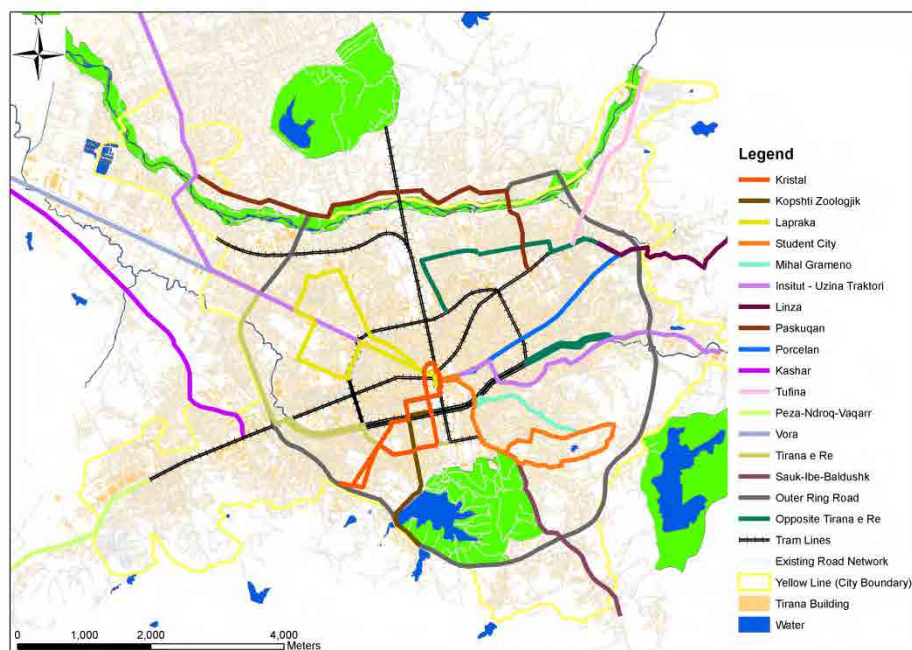 N
Legend
Kristal
Kopshti Zoologjik
Lapraka
Student City
Mihal Grameno
Insitut - Uzina Traktori
Linza
Paskuqan
Porcelan
Kashar
Tufina
Peza-Ndroq-Vaqarr
Vora
Tirana e Re
Sauk-Ibe-Baldushk
Outer Ring Road
Opposite Tirana e Re
Tram Lines
Existing Road Network
Yellow Line (City Boundary)
Tirana Building
Water
0 1,000 2,000 4,000
Meters